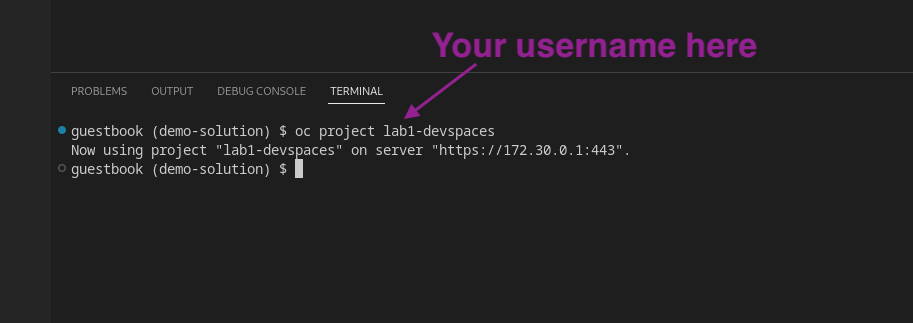 Your username here
PROBLEMS OUTPUT DEBUG CONSOLE TERMINAL
guestbook (demo-solution) $ oc project lab1-devspaces
Now using project "lab1-devspaces" on server "https://172.30.0.1:443".
guestbook (demo-solution) $